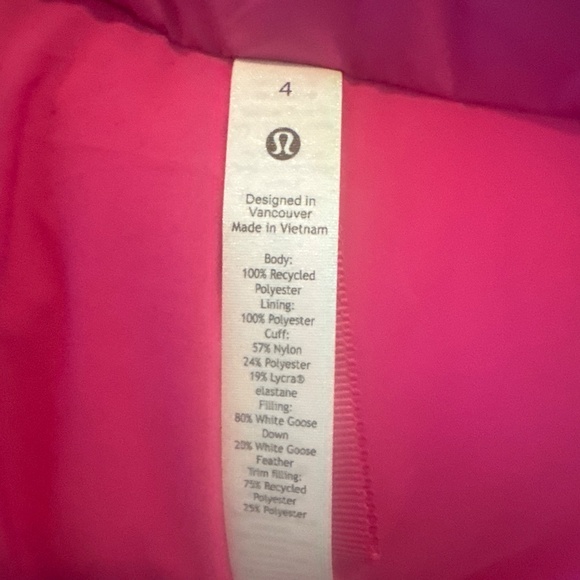 4
Designed in
Vancouver
Made in Vietnam
Body:
100% Recycled
Polyester
Lining:
100% Polyester
Cuff:
57% Nylon
24% Polyester
19% Lycra®
elastane
Filling:
80% White Goose
Down
20% White Goose
Feather
Trim filling:
75% Recycled
Polyester
25% Polyester